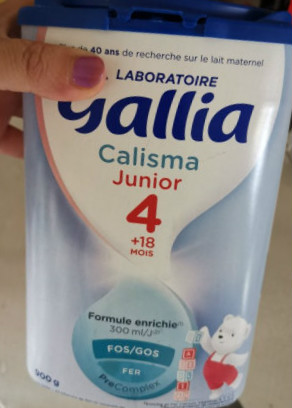 de 40 ans de recherche sur le lait maternel
LABORATOIRE
gallia
Calisma
Junior
4
+18
MOIS
Formule enrichie
300 ml/J
FOS/GOS
FER
PreComplex
900 g